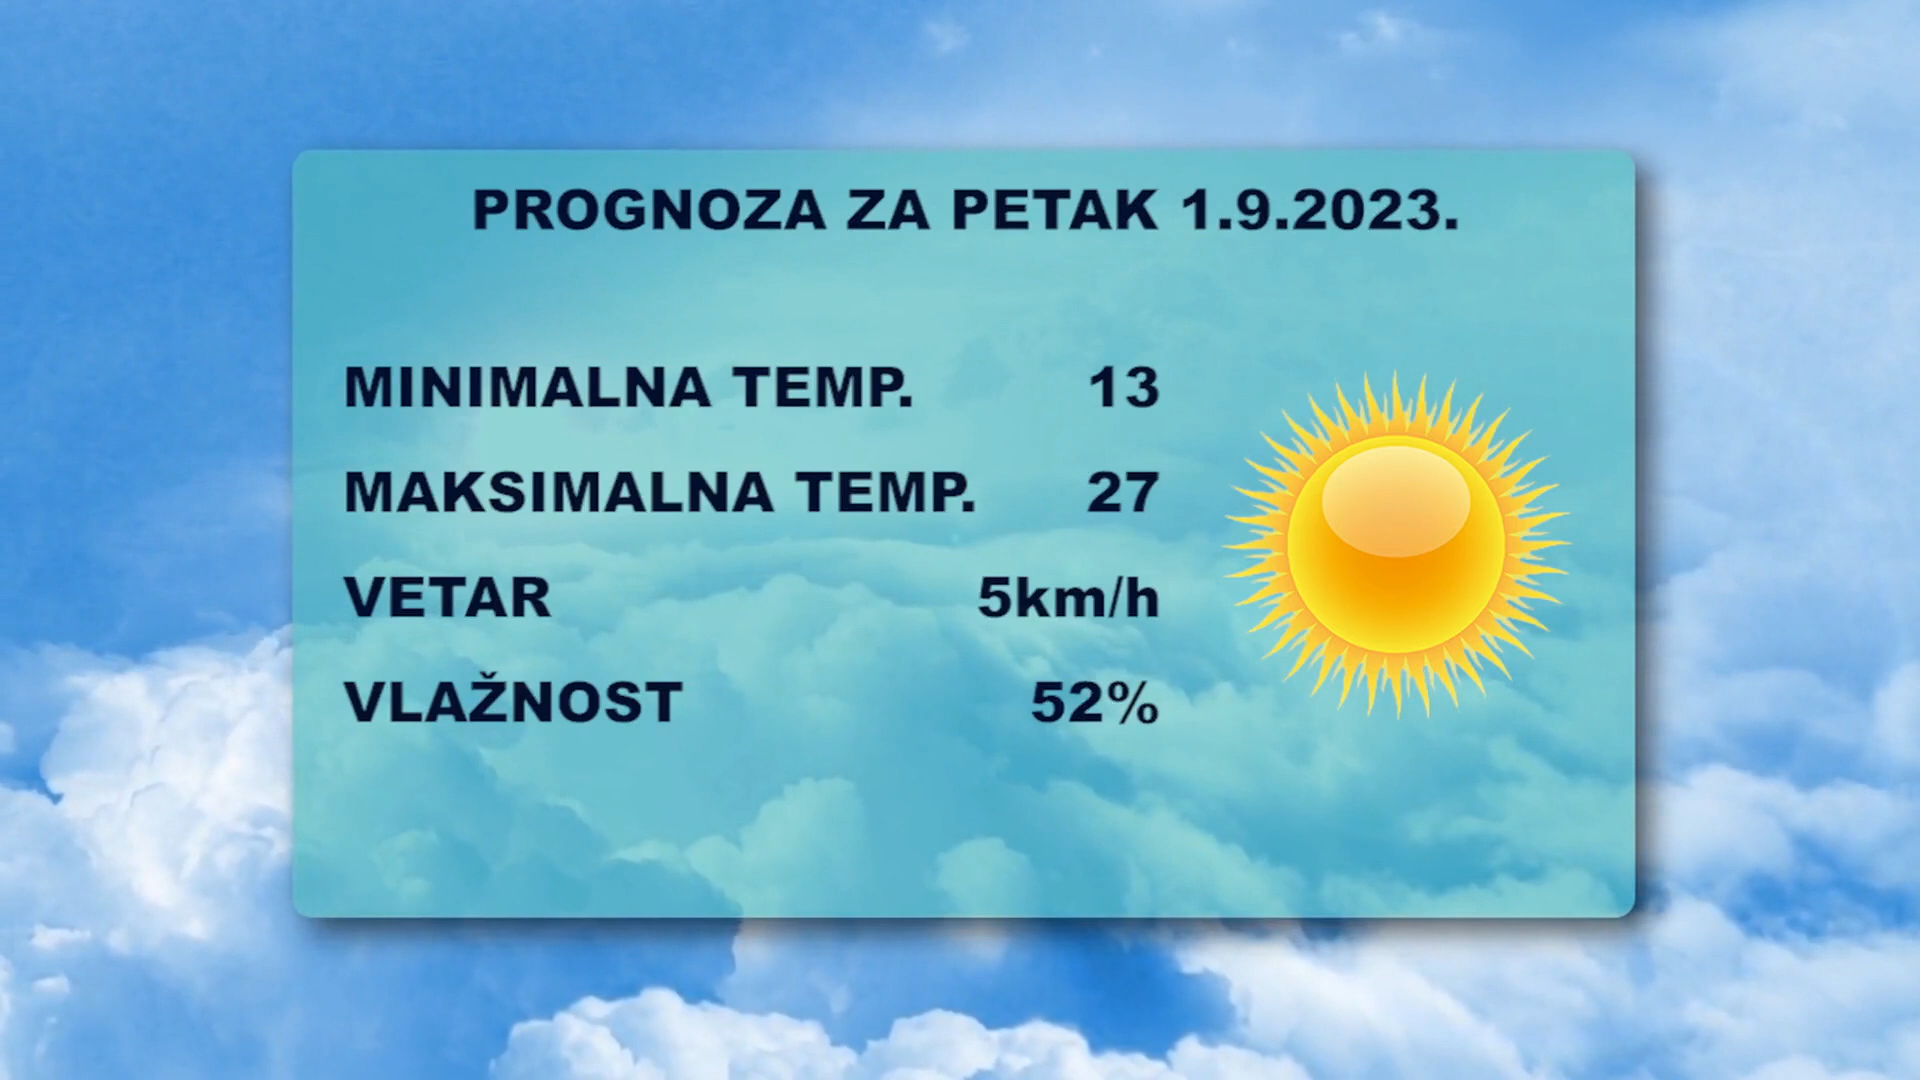 PROGNOZA ZA PETAK 1.9.2023.
MINIMALNA TEMP. 13
MAKSIMALNA TEMP. 27
VETAR 5km/h
VLAŽNOST 52%